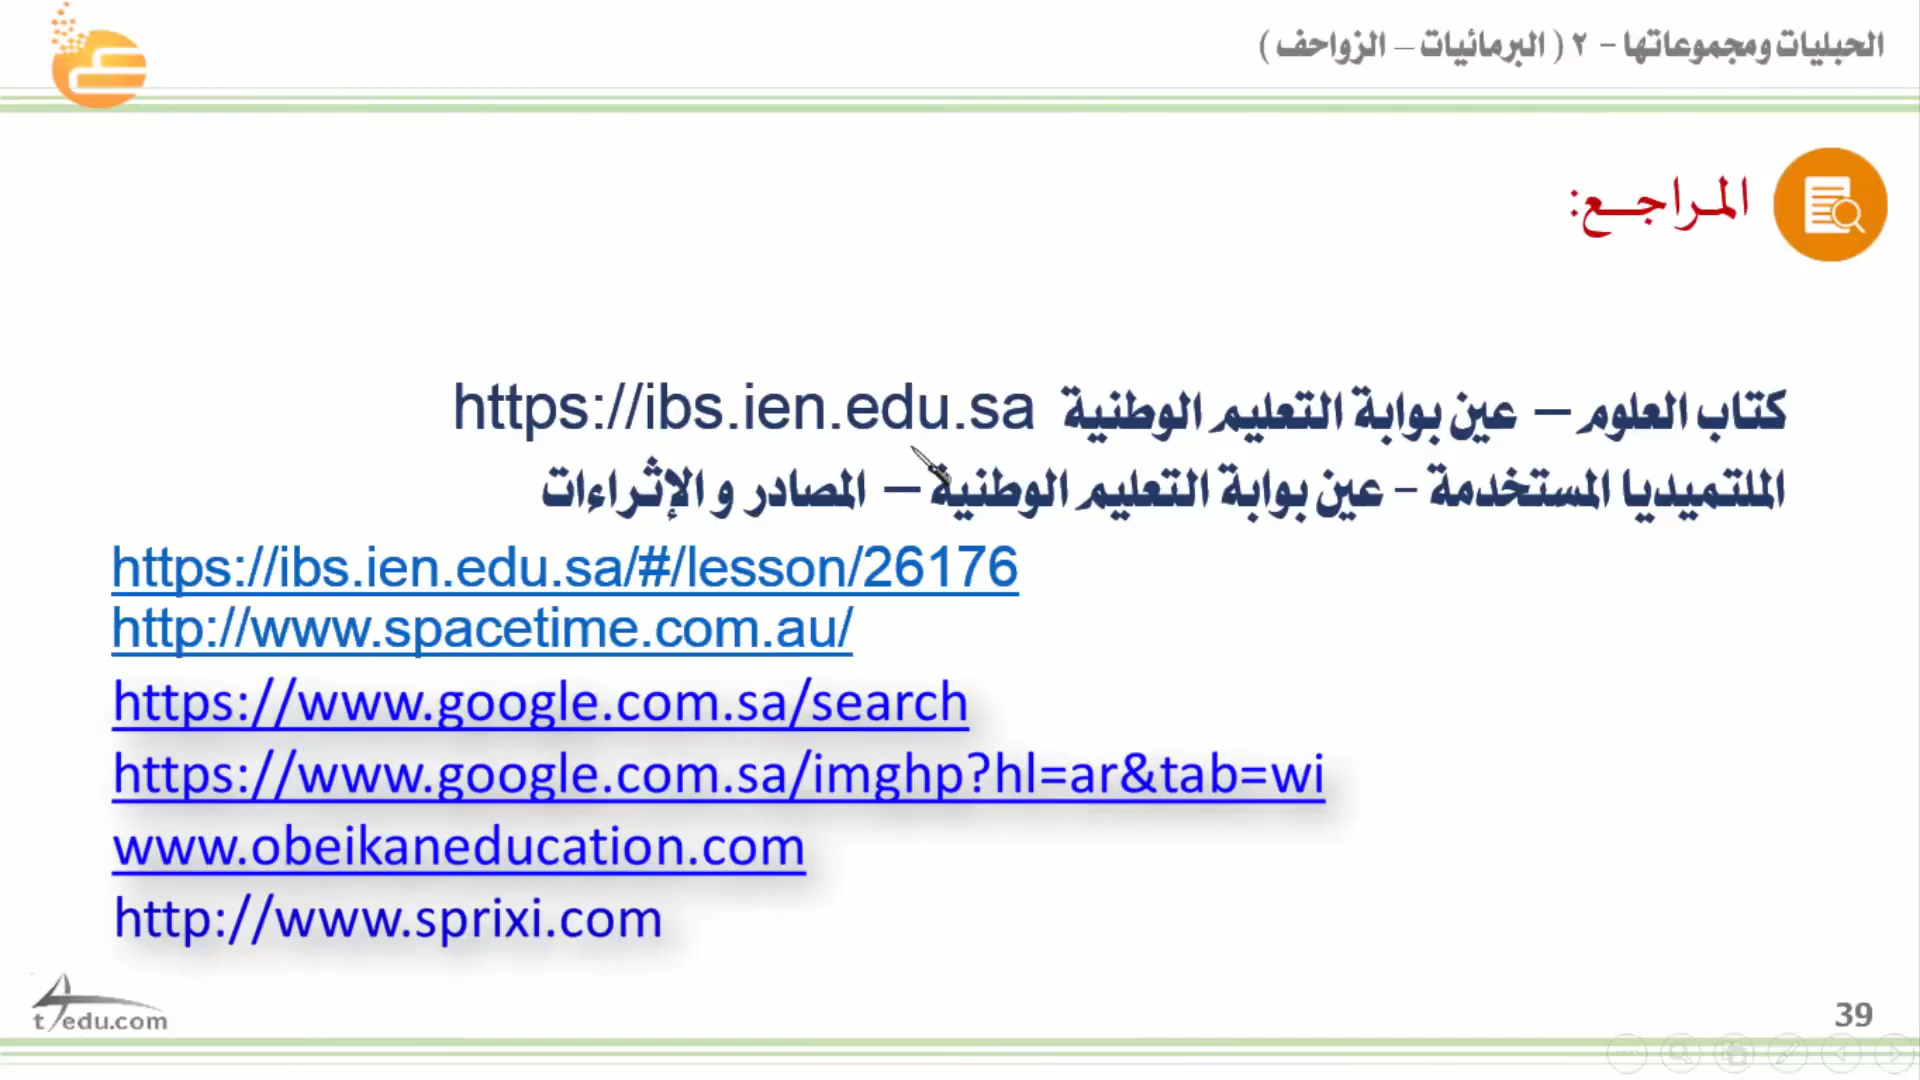 الحبليات ومجموعاتها - ٢ ( البرمائيات – الزواحف )
المراجع:
كتاب العلوم – عين بوابة التعليم الوطنية https://ibs.ien.edu.sa
الملتميديا المستخدمة - عين بوابة التعليم الوطنية – المصادر و الإثراءات
https://ibs.ien.edu.sa/#/lesson/26176
http://www.spacetime.com.au/
https://www.google.com.sa/search
https://www.google.com.sa/imghp?hl=ar&tab=wi
www.obeikaneducation.com
http://www.sprixi.com
t4edu.com
39